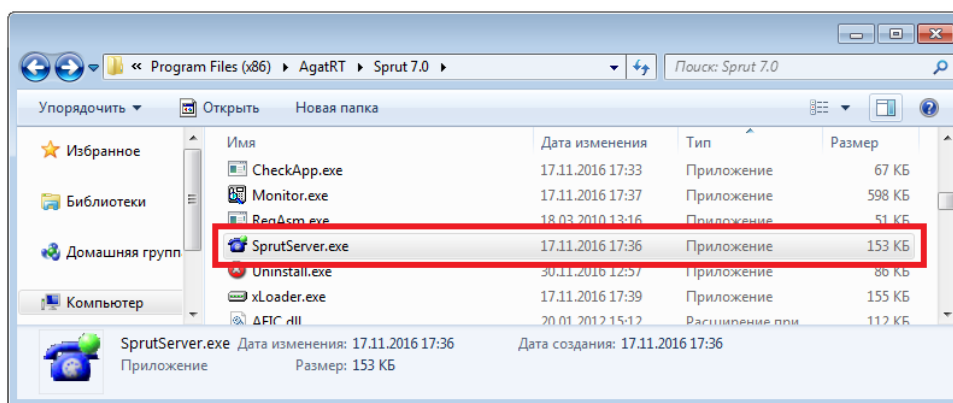 « Program Files (x86) ▸ AgatRT ▸ Sprut 7.0 ▸ Поиск: Sprut 7.0
Упорядочить ▼ Открыть Новая папка
Избранное
Библиотеки
Домашняя групп
Компьютер
Имя Дата изменения Тип Размер
CheckApp.exe 17.11.2016 17:33 Приложение 67 КБ
Monitor.exe 17.11.2016 17:37 Приложение 598 КБ
RegAsm.exe 18.03.2010 13:16 Приложение 51 КБ
SprutServer.exe 17.11.2016 17:36 Приложение 153 КБ
Uninstall.exe 30.11.2016 12:57 Приложение 86 КБ
xLoader.exe 17.11.2016 17:39 Приложение 155 КБ
AFIC.dll 20.01.2012 15:12 Расширение при 112 КБ
SprutServer.exe Дата изменения: 17.11.2016 17:36 Дата создания: 17.11.2016 17:36
Приложение Размер: 153 КБ